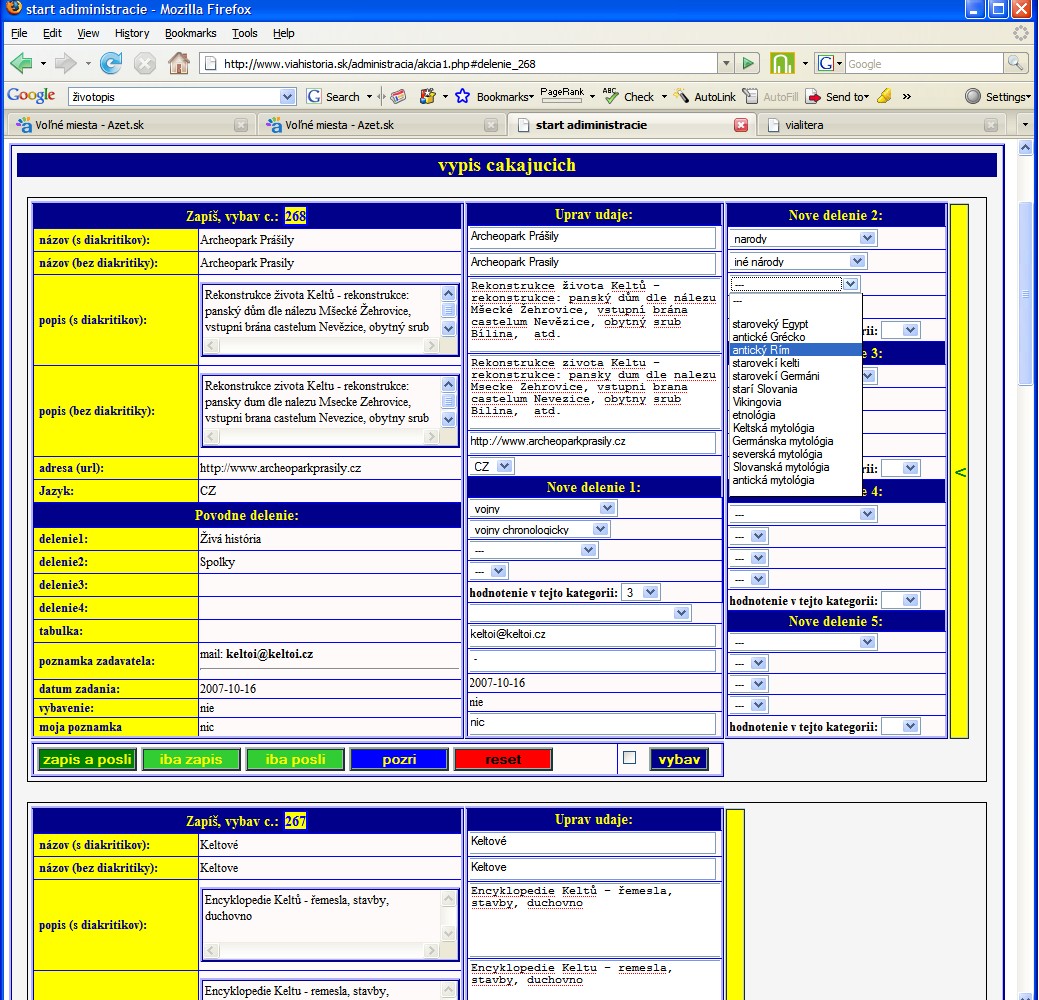 start adiministracie - Mozilla Firefox
File Edit View History Bookmarks Tools Help
http://www.viahistoria.sk/administracia/akcia1.php#delenie_268
G Google
Google životopis G Search Bookmarks PageRank ABC Check AutoLink AutoFill Send to » Settings
Voľné miesta - Azet.sk Voľné miesta - Azet.sk start adiministracie vialitera
vypis cakajucich
Zapíš, vybav c.: 268
názov (s diakritikov): Archeopark Prášily
názov (bez diakritiky): Archeopark Prasily
popis (s diakritikov):
Rekonstrukce života Keltů - rekonstrukce:
panský dům dle nálezu Mšecké Žehrovice,
vstupni brána castelum Nevězice, obytný srub
popis (bez diakritiky):
Rekonstrukce zivota Keltu - rekonstrukce:
pansky dum dle nalezu Msecke Zehrovice,
vstupni brana castelum Nevezice, obytny srub
adresa (url): http://www.archeoparkprasily.cz
Jazyk: CZ
Povodne delenie:
delenie1: Živá história
delenie2: Spolky
delenie3:
delenie4:
tabulka:
poznamka zadavatela: mail: keltoi@keltoi.cz
datum zadania: 2007-10-16
vybavenie: nie
moja poznamka nic
Uprav udaje:
Archeopark Prášily
Archeopark Prasily
Rekonstrukce života Keltů -
rekonstrukce: panský dům dle nálezu
Mšecké Žehrovice, vstupni brána
castelum Nevězice, obytný srub
Bílina, atd.
Rekonstrukce zivota Keltu -
rekonstrukce: pansky dum dle nalezu
Msecke Zehrovice, vstupni brana
castelum Nevezice, obytny srub
Bilina, atd.
http://www.archeoparkprasily.cz
CZ
Nove delenie 1:
vojny
vojny chronologicky
---
---
hodnotenie v tejto kategorii: 3
keltoi@keltoi.cz
-
2007-10-16
nie
nic
Nove delenie 2:
narody
iné národy
---
---
staroveký Egypt
antické Grécko
antický Rím
starovekí kelti
starovekí Germáni
starí Slovania
Vikingovia
etnológia
Keltská mytológia
Germánska mytológia
severská mytológia
Slovanská mytológia
antická mytológia
rii:
3:
rii:
4:
---
---
---
---
hodnotenie v tejto kategorii:
Nove delenie 5:
---
---
---
---
hodnotenie v tejto kategorii:
<
zapis a posli iba zapis iba posli pozri reset vybav
Zapíš, vybav c.: 267
názov (s diakritikov): Keltové
názov (bez diakritiky): Keltove
popis (s diakritikov):
Encyklopedie Keltů - řemesla, stavby,
duchovno
Encyklopedie Keltu - remesla, stavby,
Uprav udaje:
Keltové
Keltove
Encyklopedie Keltů - řemesla,
stavby, duchovno
Encyklopedie Keltu - remesla,
stavby, duchovno